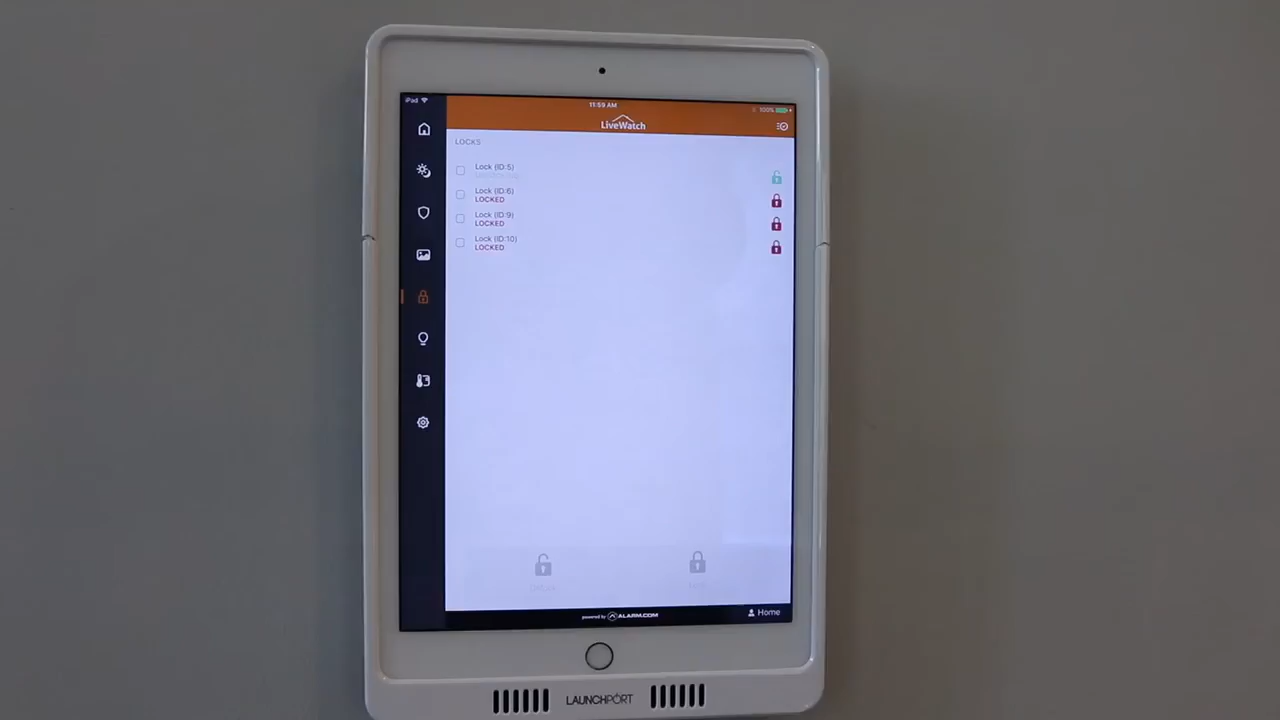 iPad
11:59 AM
100%
LiveWatch
LOCKS
Lock (ID:5)
Lock (ID:6)
LOCKED
Lock (ID:9)
LOCKED
Lock (ID:10)
LOCKED
powered by ALARM.COM
Home
LAUNCHPORT